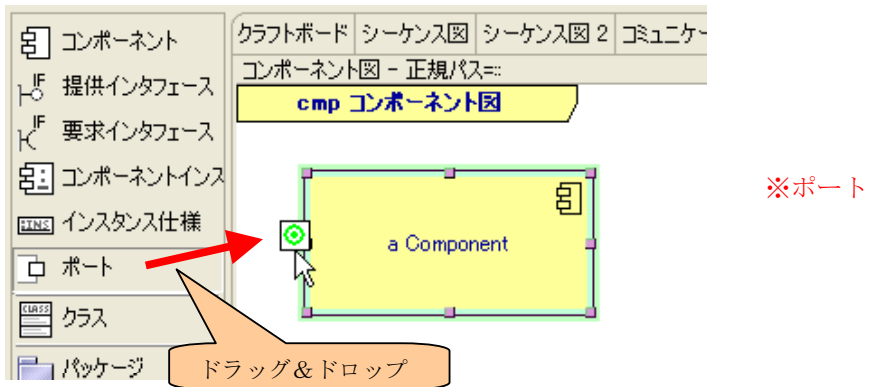 コンポーネント
IF 提供インタフェース
IF 要求インタフェース
コンポーネントインス
INS インスタンス仕様
ポート
CLASS クラス
パッケージ
クラフトボード シーケンス図 シーケンス図 2 コミュニケー
コンポーネント図 - 正規パス=::
cmp コンポーネント図
a Component
ドラッグ&ドロップ
※ポート